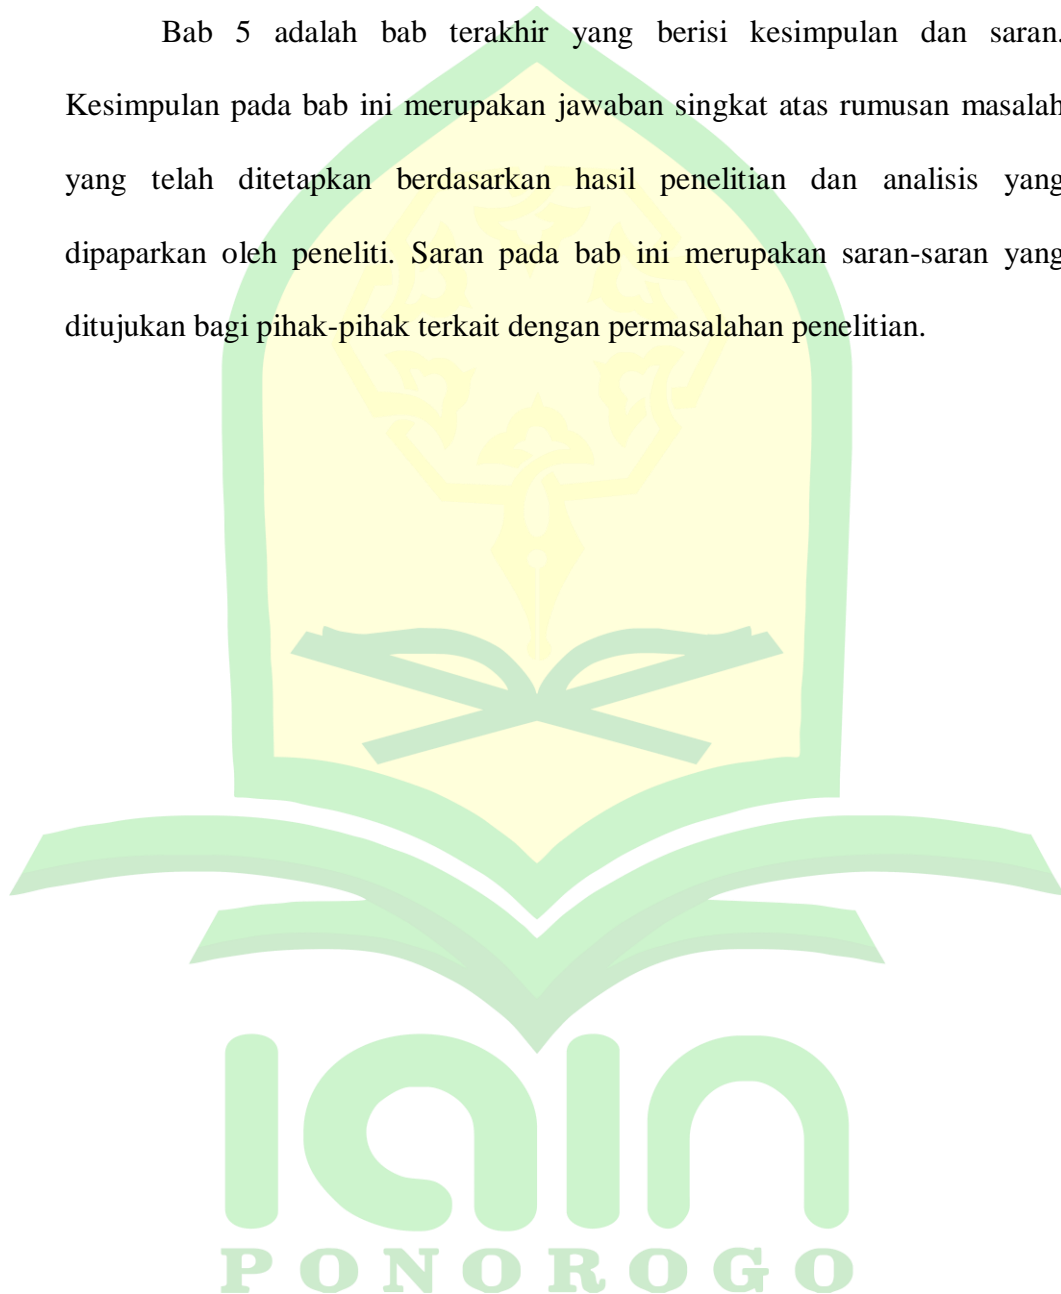 Bab 5 adalah bab terakhir yang berisi kesimpulan dan saran.
Kesimpulan pada bab ini merupakan jawaban singkat atas rumusan masalah
yang telah ditetapkan berdasarkan hasil penelitian dan analisis yang
dipaparkan oleh peneliti. Saran pada bab ini merupakan saran-saran yang
ditujukan bagi pihak-pihak terkait dengan permasalahan penelitian.
IAIN
PONOROGO